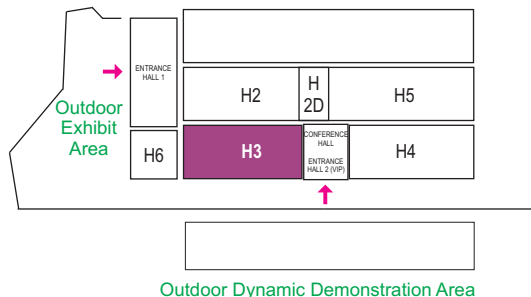 ENTRANCE
HALL 1
Outdoor
Exhibit
Area
H2
H
2D
H5
H6
H3
CONFERENCE
HALL
ENTRANCE
HALL 2 (VIP)
H4
Outdoor Dynamic Demonstration Area